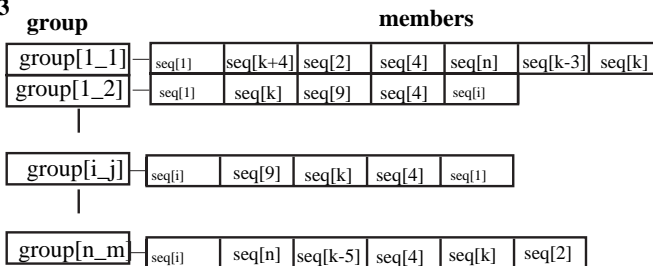 3
group members
group[1_1] seq[1] seq[k+4] seq[2] seq[4] seq[n] seq[k-3] seq[k]
group[1_2] seq[1] seq[k] seq[9] seq[4] seq[i]
group[i_j] seq[i] seq[9] seq[k] seq[4] seq[1]
group[n_m] seq[i] seq[n] seq[k-5] seq[4] seq[k] seq[2]